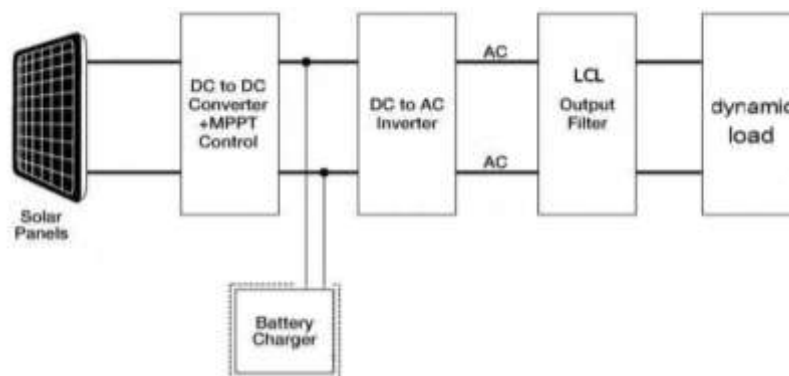 Solar
Panels
DC to DC
Converter
+MPPT
Control
DC to AC
Inverter
AC
AC
LCL
Output
Filter
dynamic
load
Battery
Charger